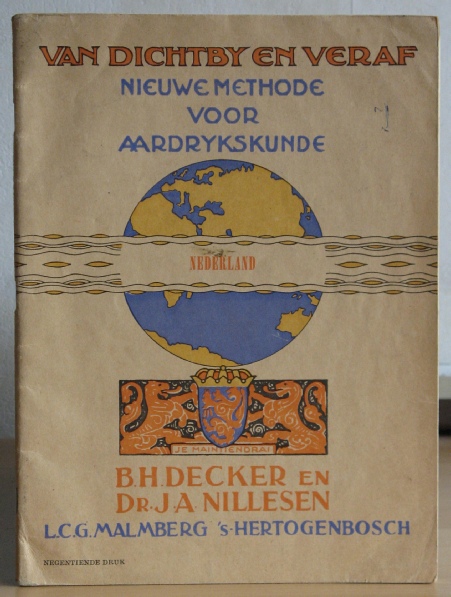 VAN DICHTBY EN VERAF
NIEUWE METHODE
VOOR
AARDRYKSKUNDE
NEDERLAND
JE MAINTIENDRAI
B.H. DECKER EN
DR. J. A. NILLESEN
L.C.G. MALMBERG 'S-HERTOGENBOSCH
NEGENTIENDE DRUK